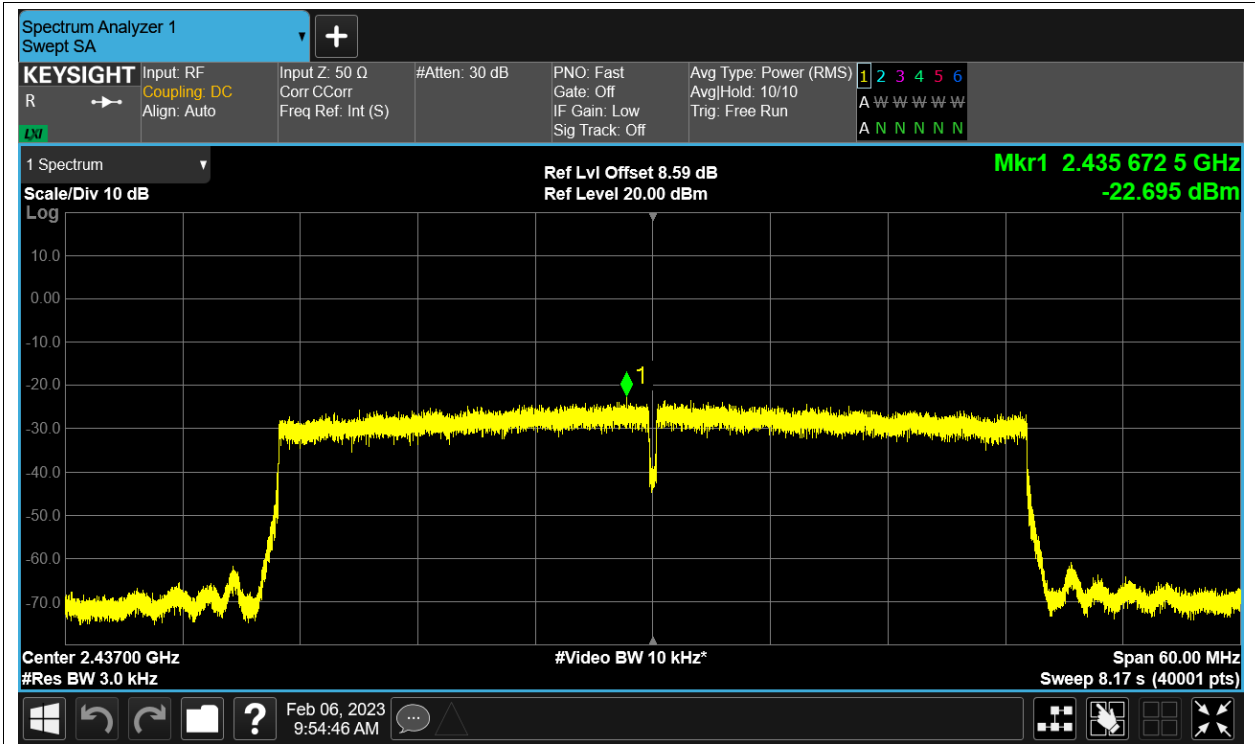 Spectrum Analyzer 1
Swept SA
KEYSIGHT
R
LXI
Input: RF
Coupling: DC
Align: Auto
Input Z: 50 Ω
Corr CCorr
Freq Ref: Int (S)
#Atten: 30 dB
PNO: Fast
Gate: Off
IF Gain: Low
Sig Track: Off
Avg Type: Power (RMS)
Avg|Hold: 10/10
Trig: Free Run
1 2 3 4 5 6
A W W W W W
A N N N N N
1 Spectrum
Scale/Div 10 dB
Log
Ref Lvl Offset 8.59 dB
Ref Level 20.00 dBm
Mkr1 2.435 672 5 GHz
-22.695 dBm
10.0
0.00
-10.0
-20.0
-30.0
-40.0
-50.0
-60.0
-70.0
1
Center 2.43700 GHz
#Res BW 3.0 kHz
#Video BW 10 kHz*
Span 60.00 MHz
Sweep 8.17 s (40001 pts)
?
Feb 06, 2023
9:54:46 AM